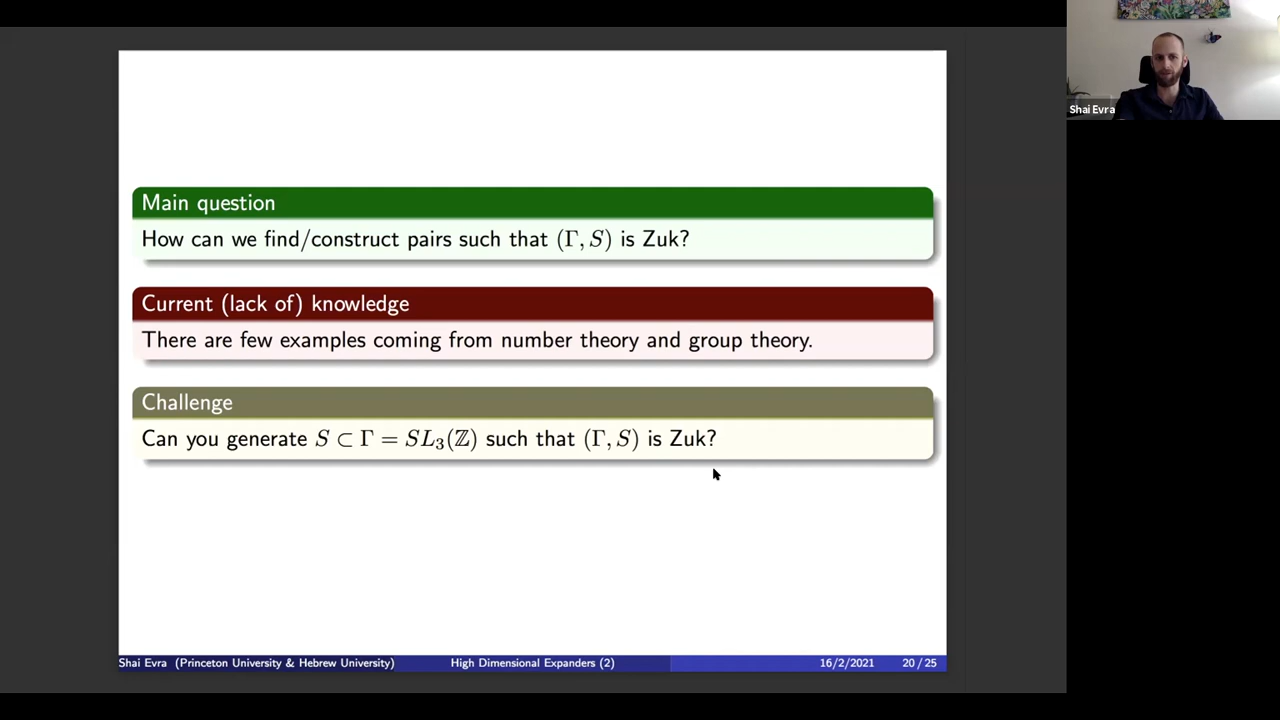 Shai Evra
Main question
How can we find/construct pairs such that (Γ, S) is Zuk?
Current (lack of) knowledge
There are few examples coming from number theory and group theory.
Challenge
Can you generate S ⊂ Γ = SL₃(ℤ) such that (Γ, S) is Zuk?
Shai Evra (Princeton University & Hebrew University) High Dimensional Expanders (2) 16/2/2021 20 / 25